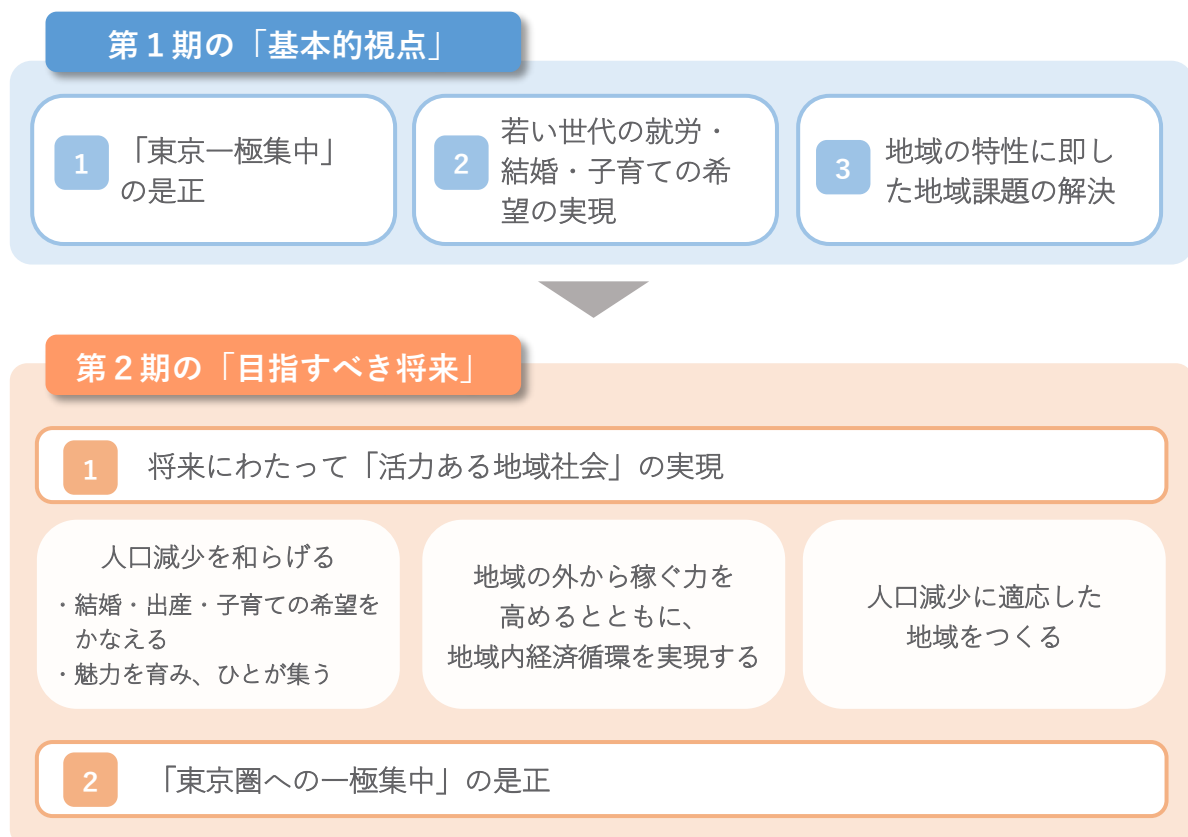 第１期の「基本的視点」
1
「東京一極集中」
の是正
2
若い世代の就労・
結婚・子育ての希
望の実現
3
地域の特性に即し
た地域課題の解決
第２期の「目指すべき将来」
1
将来にわたって「活力ある地域社会」の実現
人口減少を和らげる
・結婚・出産・子育ての希望を
かなえる
・魅力を育み、ひとが集う
地域の外から稼ぐ力を
高めるとともに、
地域内経済循環を実現する
人口減少に適応した
地域をつくる
2
「東京圏への一極集中」の是正